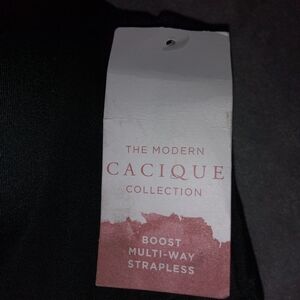 THE MODERN
CACIQUE
COLLECTION
BOOST
MULTI-WAY
STRAPLESS